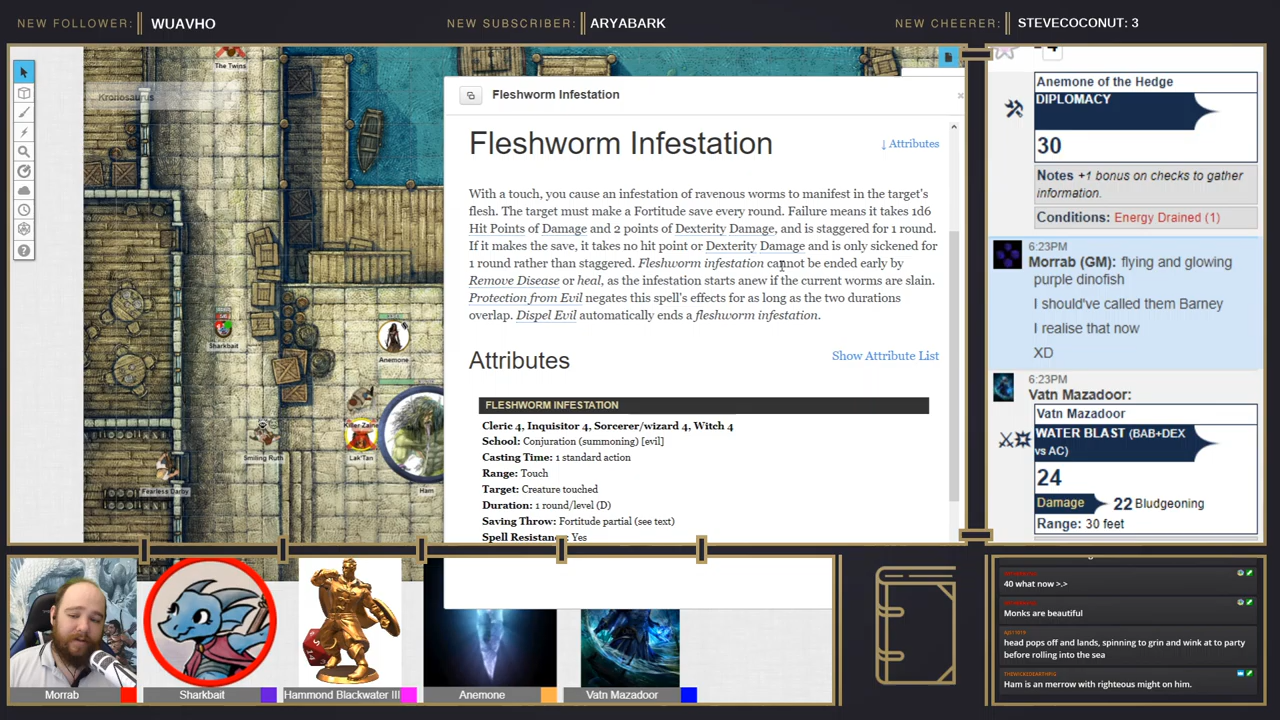 NEW FOLLOWER: WUAVHO
NEW SUBSCRIBER: ARYABARK
NEW CHEERER: STEVECOCONUT: 3
The Twins
Kronosaurus
Sharkbait
Anemone
Killer Zaine
Lak'Tan
Smiling Ruth
Fearless Darby
Ham
Fleshworm Infestation
Fleshworm Infestation
↓ Attributes
With a touch, you cause an infestation of ravenous worms to manifest in the target's
flesh. The target must make a Fortitude save every round. Failure means it takes 1d6
Hit Points of Damage and 2 points of Dexterity Damage, and is staggered for 1 round.
If it makes the save, it takes no hit point or Dexterity Damage and is only sickened for
1 round rather than staggered. Fleshworm infestation cannot be ended early by
Remove Disease or heal, as the infestation starts anew if the current worms are slain.
Protection from Evil negates this spell's effects for as long as the two durations
overlap. Dispel Evil automatically ends a fleshworm infestation.
Attributes
Show Attribute List
FLESHWORM INFESTATION
Cleric 4, Inquisitor 4, Sorcerer/wizard 4, Witch 4
School: Conjuration (summoning) [evil]
Casting Time: 1 standard action
Range: Touch
Target: Creature touched
Duration: 1 round/level (D)
Saving Throw: Fortitude partial (see text)
Spell Resistance: Yes
Anemone of the Hedge
DIPLOMACY
30
Notes +1 bonus on checks to gather
information.
Conditions: Energy Drained (1)
6:23PM
Morrab (GM): flying and glowing
purple dinofish
I should've called them Barney
I realise that now
XD
6:23PM
Vatn Mazadoor:
Vatn Mazadoor
WATER BLAST (BAB+DEX
vs AC)
24
Damage 22 Bludgeoning
Range: 30 feet
Morrab
Sharkbait
Hammond Blackwater III
Anemone
Vatn Mazadoor
40 what now >.>
Monks are beautiful
head pops off and lands, spinning to grin and wink at to party
before rolling into the sea
THEWICKEDEARTHPIG
Ham is an merrow with righteous might on him.